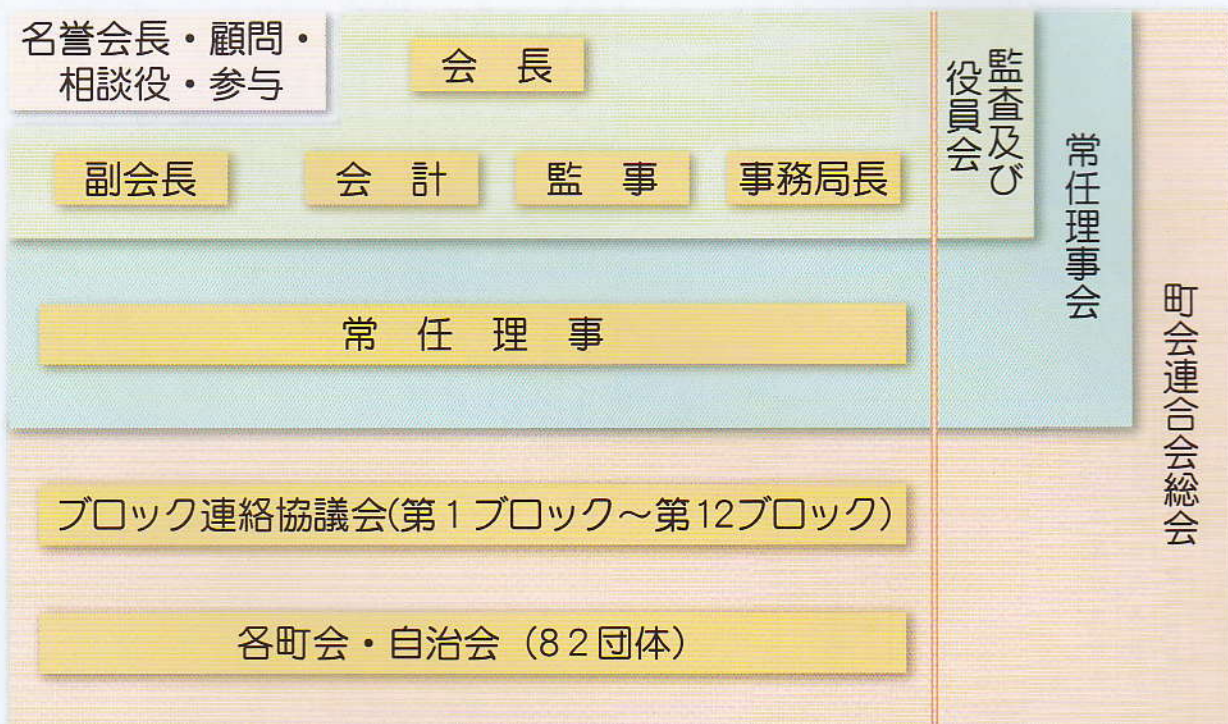 名誉会長・顧問・
相談役・参与
会長
副会長
会計
監事
事務局長
監査及び
役員会
常任理事会
町会連合会総会
常任理事
ブロック連絡協議会(第1ブロック～第12ブロック)
各町会・自治会（82団体）